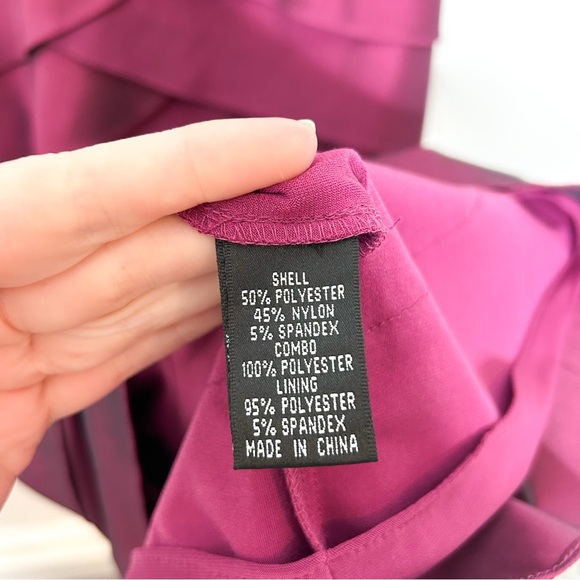 SHELL
50% POLYESTER
45% NYLON
5% SPANDEX
COMBO
100% POLYESTER
LINING
95% POLYESTER
5% SPANDEX
MADE IN CHINA